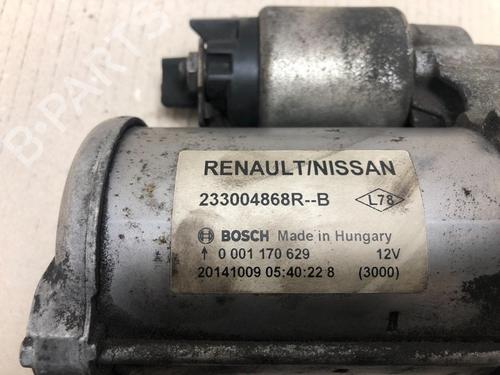 RENAULT/NISSAN
233004868R--B L78
BOSCH Made in Hungary
↑ 0 001 170 629 12V
20141009 05:40:22 8 (3000)
B-PARTS